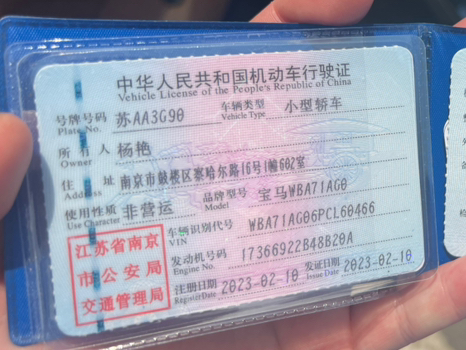 中华人民共和国机动车行驶证
Vehicle License of the People's Republic of China
号牌号码 苏AA3G90 车辆类型 小型轿车
Plate No. Vehicle Type
所有人 杨艳
Owner
住址 南京市鼓楼区察哈尔路16号1幢602室
Address
使用性质 非营运 品牌型号 宝马WBA71AG0
Use Character Model
车辆识别代号 WBA71AG06PCL60466
VIN
发动机号码 17366922B48B20A
Engine No.
注册日期 2023-02-10 发证日期 2023-02-10
Register Date Issue Date
江苏省南京
市公安局
交通管理局